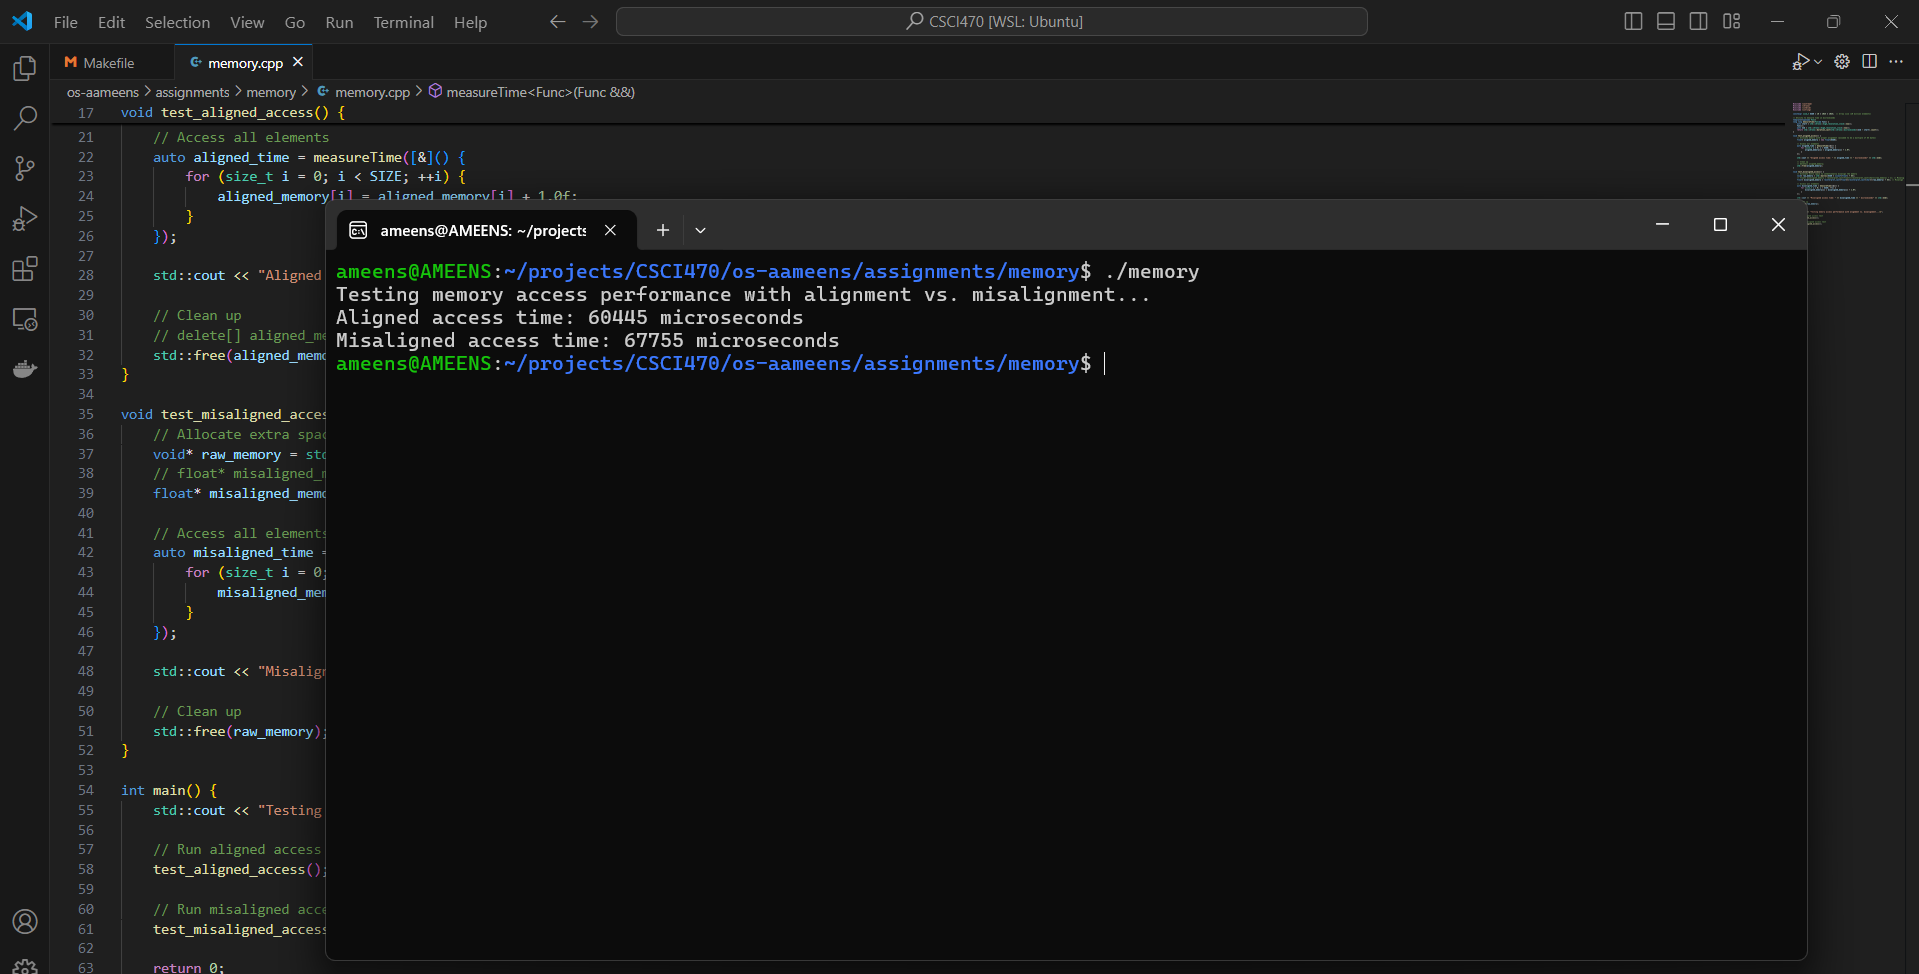 File Edit Selection View Go Run Terminal Help
CSCI470 [WSL: Ubuntu]
Makefile
memory.cpp
os-aameens > assignments > memory > memory.cpp > measureTime<Func>(Func &&)
17 void test_aligned_access() {
21 // Access all elements
22 auto aligned_time = measureTime([&]() {
23 for (size_t i = 0; i < SIZE; ++i) {
24 aligned_memory[i] = aligned_memory[i] + 1.0f;
25 }
26 });
27
28 std::cout << "Aligned
29
30 // Clean up
31 // delete[] aligned_me
32 std::free(aligned_memo
33 }
34
35 void test_misaligned_acces
36 // Allocate extra spac
37 void* raw_memory = std
38 // float* misaligned_m
39 float* misaligned_memo
40
41 // Access all elements
42 auto misaligned_time =
43 for (size_t i = 0;
44 misaligned_mem
45 }
46 });
47
48 std::cout << "Misalign
49
50 // Clean up
51 std::free(raw_memory);
52 }
53
54 int main() {
55 std::cout << "Testing
56
57 // Run aligned access
58 test_aligned_access();
59
60 // Run misaligned acce
61 test_misaligned_access
62
63 return 0;
ameens@AMEENS: ~/projects
ameens@AMEENS:~/projects/CSCI470/os-aameens/assignments/memory$ ./memory
Testing memory access performance with alignment vs. misalignment...
Aligned access time: 60445 microseconds
Misaligned access time: 67755 microseconds
ameens@AMEENS:~/projects/CSCI470/os-aameens/assignments/memory$